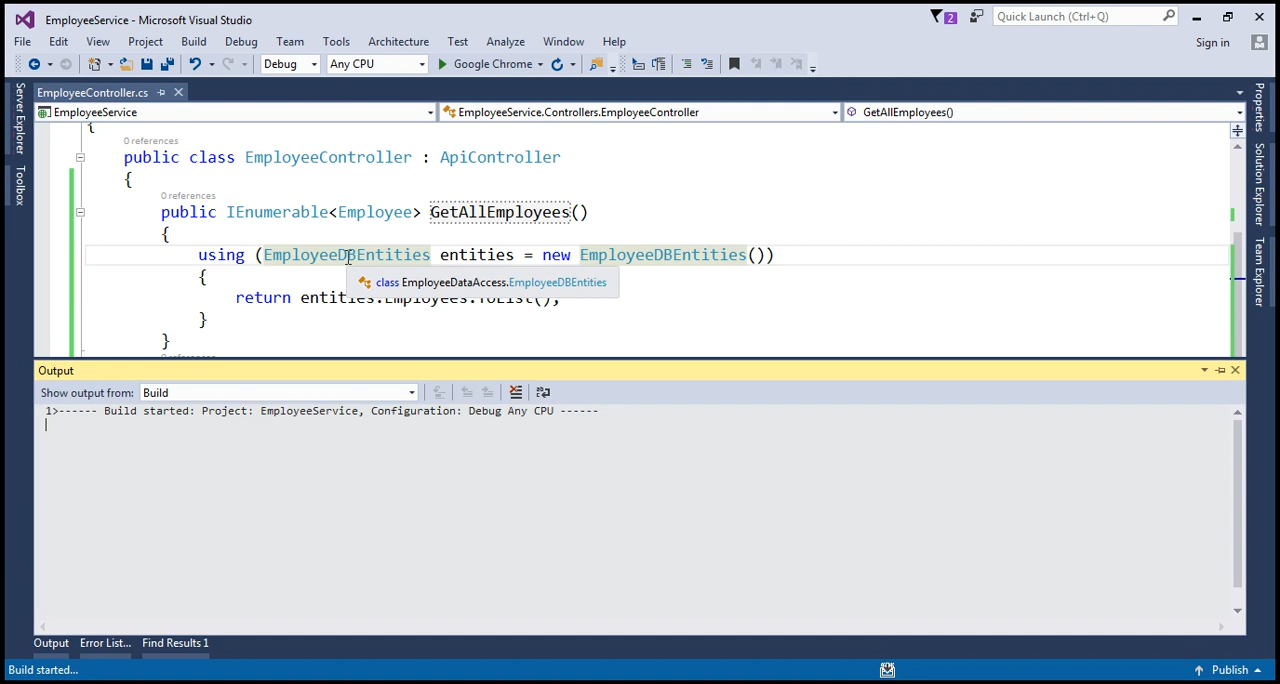 EmployeeService - Microsoft Visual Studio
2
Quick Launch (Ctrl+Q)
File Edit View Project Build Debug Team Tools Architecture Test Analyze Window Help
Sign in
Debug Any CPU Google Chrome
Server Explorer
Toolbox
EmployeeController.cs
EmployeeService EmployeeService.Controllers.EmployeeController GetAllEmployees()
{
0 references
public class EmployeeController : ApiController
{
0 references
public IEnumerable<Employee> GetAllEmployees()
{
using (EmployeeDBEntities entities = new EmployeeDBEntities())
{
class EmployeeDataAccess.EmployeeDBEntities
return entities.Employees.ToList();
}
}
0 references
Properties
Solution Explorer
Team Explorer
Output
Show output from: Build
1>------ Build started: Project: EmployeeService, Configuration: Debug Any CPU ------
Output Error List... Find Results 1
Build started...
Publish